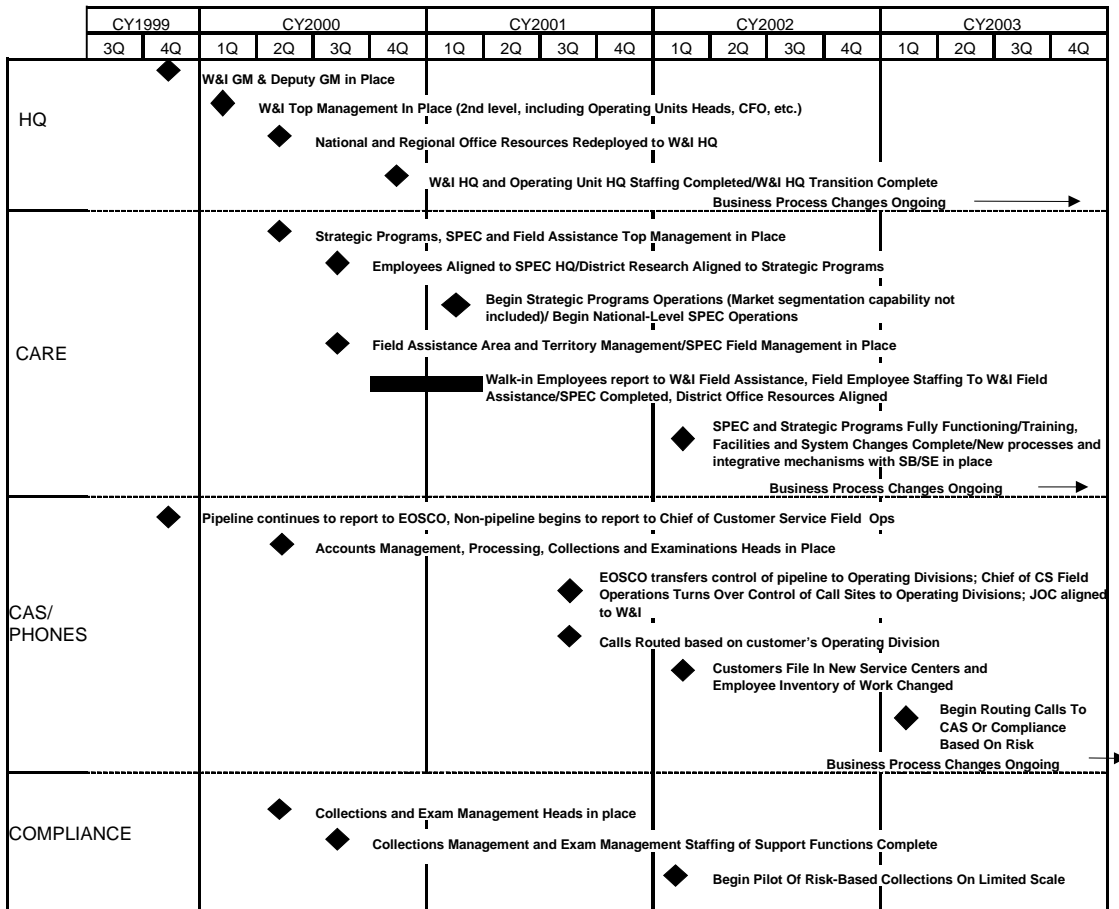 CY1999 CY2000 CY2001 CY2002 CY2003
3Q 4Q 1Q 2Q 3Q 4Q 1Q 2Q 3Q 4Q 1Q 2Q 3Q 4Q 1Q 2Q 3Q 4Q
HQ
W&I GM & Deputy GM in Place
W&I Top Management In Place (2nd level, including Operating Units Heads, CFO, etc.)
National and Regional Office Resources Redeployed to W&I HQ
W&I HQ and Operating Unit HQ Staffing Completed/W&I HQ Transition Complete
Business Process Changes Ongoing
CARE
Strategic Programs, SPEC and Field Assistance Top Management in Place
Employees Aligned to SPEC HQ/District Research Aligned to Strategic Programs
Begin Strategic Programs Operations (Market segmentation capability not
included)/ Begin National-Level SPEC Operations
Field Assistance Area and Territory Management/SPEC Field Management in Place
Walk-in Employees report to W&I Field Assistance, Field Employee Staffing To W&I Field
Assistance/SPEC Completed, District Office Resources Aligned
SPEC and Strategic Programs Fully Functioning/Training,
Facilities and System Changes Complete/New processes and
integrative mechanisms with SB/SE in place
Business Process Changes Ongoing
CAS/
PHONES
Pipeline continues to report to EOSCO, Non-pipeline begins to report to Chief of Customer Service Field Ops
Accounts Management, Processing, Collections and Examinations Heads in Place
EOSCO transfers control of pipeline to Operating Divisions; Chief of CS Field
Operations Turns Over Control of Call Sites to Operating Divisions; JOC aligned
to W&I
Calls Routed based on customer's Operating Division
Customers File In New Service Centers and
Employee Inventory of Work Changed
Begin Routing Calls To
CAS Or Compliance
Based On Risk
Business Process Changes Ongoing
COMPLIANCE
Collections and Exam Management Heads in place
Collections Management and Exam Management Staffing of Support Functions Complete
Begin Pilot Of Risk-Based Collections On Limited Scale